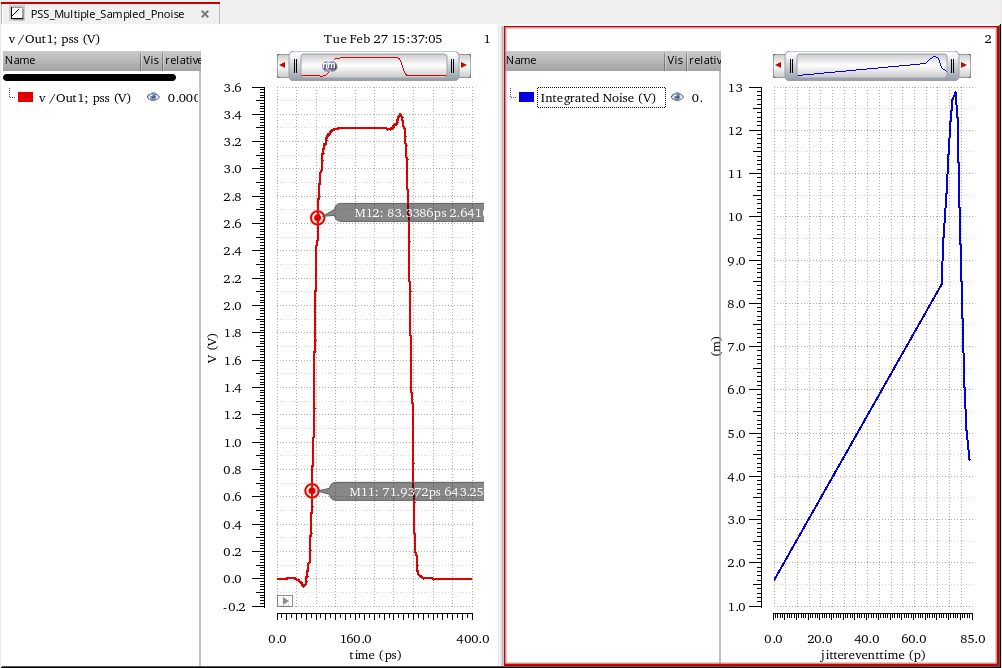 PSS_Multiple_Sampled_Pnoise
v /Out1; pss (V)
Tue Feb 27 15:37:05
1
Name Vis relative
v /Out1; pss (V) 0.000
3.6
3.4
3.2
3.0
2.8
2.6
2.4
2.2
2.0
1.8
1.6
1.4
1.2
1.0
0.8
0.6
0.4
0.2
0.0
-0.2
V (V)
M12: 83.3386ps 2.6416
M11: 71.9372ps 643.25
0.0 160.0 400.0
time (ps)
2
Name Vis relative
Integrated Noise (V) 0.
13
12
11
10
9.0
8.0
7.0
6.0
5.0
4.0
3.0
2.0
1.0
(m)
0.0 20.0 40.0 60.0 85.0
jittereventtime (p)